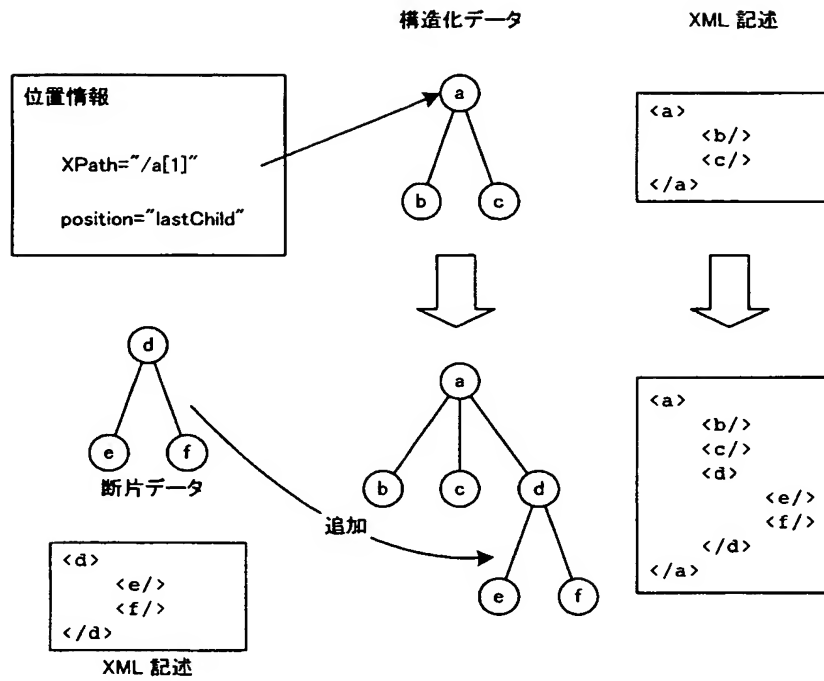 構造化データ
XML 記述
位置情報
XPath="/a[1]"
position="lastChild"
a
b
c
<a>
<b/>
<c/>
</a>
d
e
f
断片データ
追加
<d>
<e/>
<f/>
</d>
XML 記述
a
b
c
d
e
f
<a>
<b/>
<c/>
<d>
<e/>
<f/>
</d>
</a>